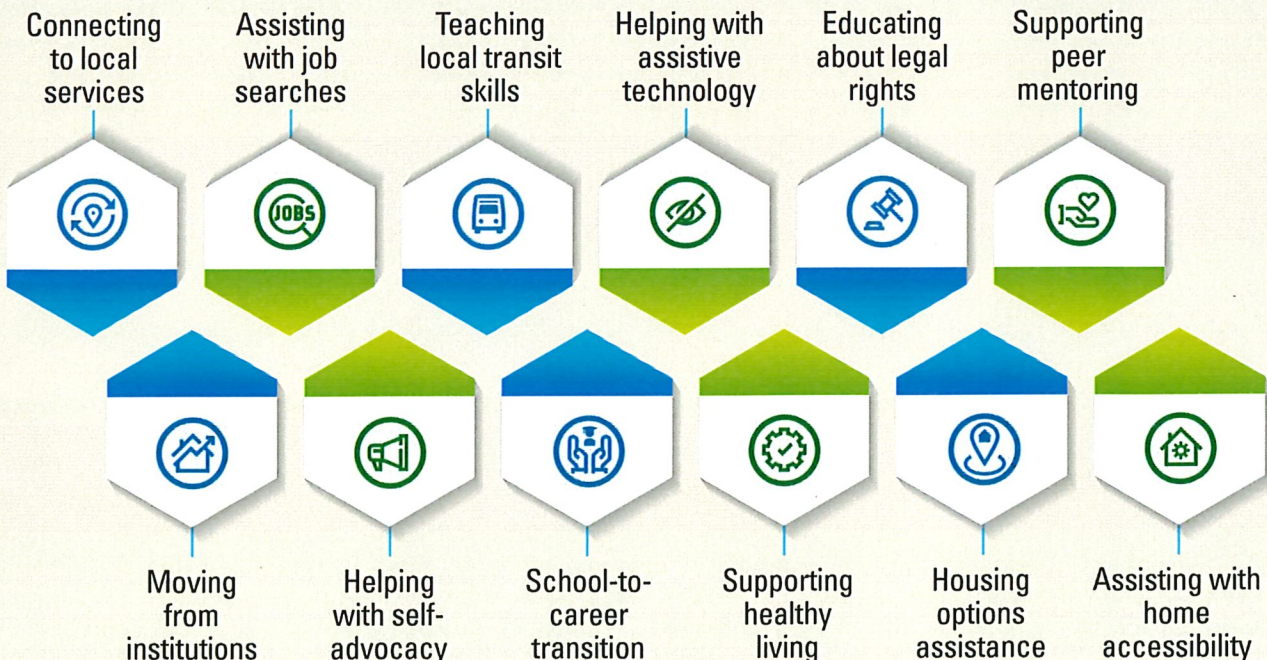 Connecting
to local
services
Assisting
with job
searches
Teaching
local transit
skills
Helping with
assistive
technology
Educating
about legal
rights
Supporting
peer
mentoring
JOBS
Moving
from
institutions
Helping
with self-
advocacy
School-to-
career
transition
Supporting
healthy
living
Housing
options
assistance
Assisting with
home
accessibility